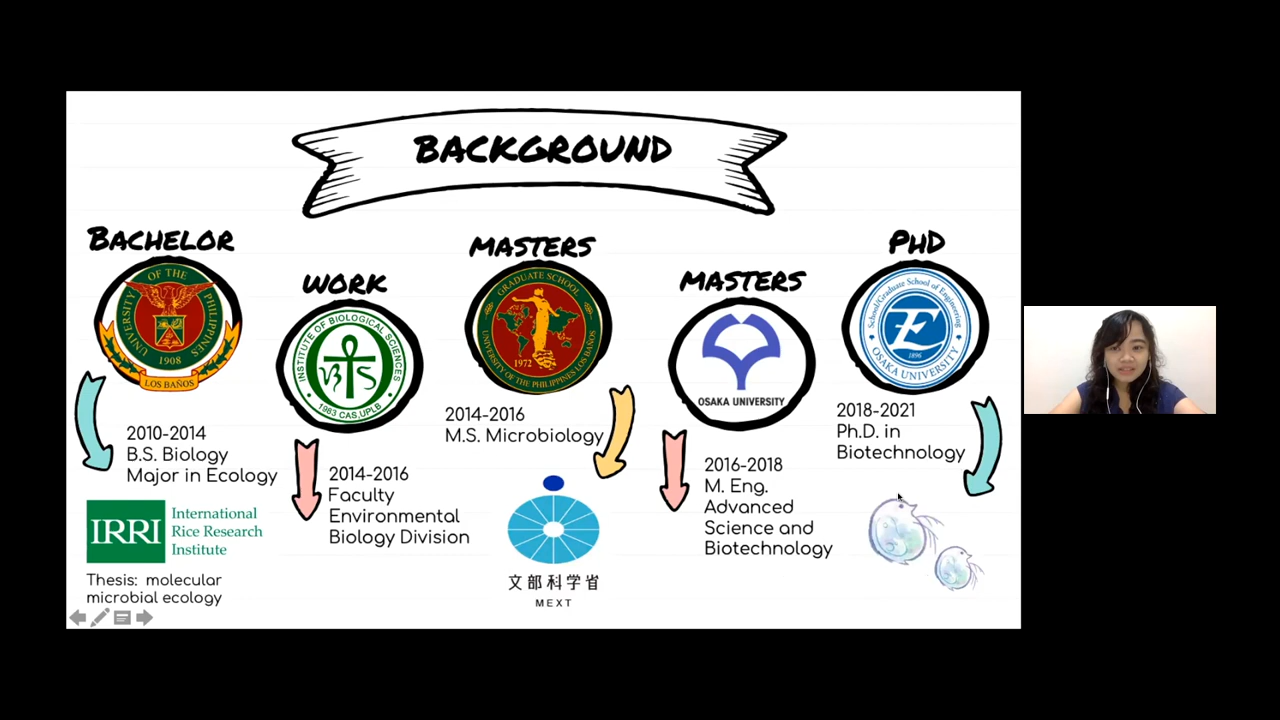 BACKGROUND
BACHELOR
UNIVERSITY OF THE PHILIPPINES
1908
LOS BAÑOS
2010-2014
B.S. Biology
Major in Ecology
IRRI
International
Rice Research
Institute
Thesis: molecular
microbial ecology
WORK
INSTITUTE OF BIOLOGICAL SCIENCES
1983 CAS, UPLB
2014-2016
Faculty
Environmental
Biology Division
MASTERS
GRADUATE SCHOOL
1972
UNIVERSITY OF THE PHILIPPINES LOS BAÑOS
2014-2016
M.S. Microbiology
文部科学省
MEXT
MASTERS
OSAKA UNIVERSITY
2016-2018
M. Eng.
Advanced
Science and
Biotechnology
PHD
School/Graduate School of Engineering
E
1896
OSAKA UNIVERSITY
2018-2021
Ph.D. in
Biotechnology